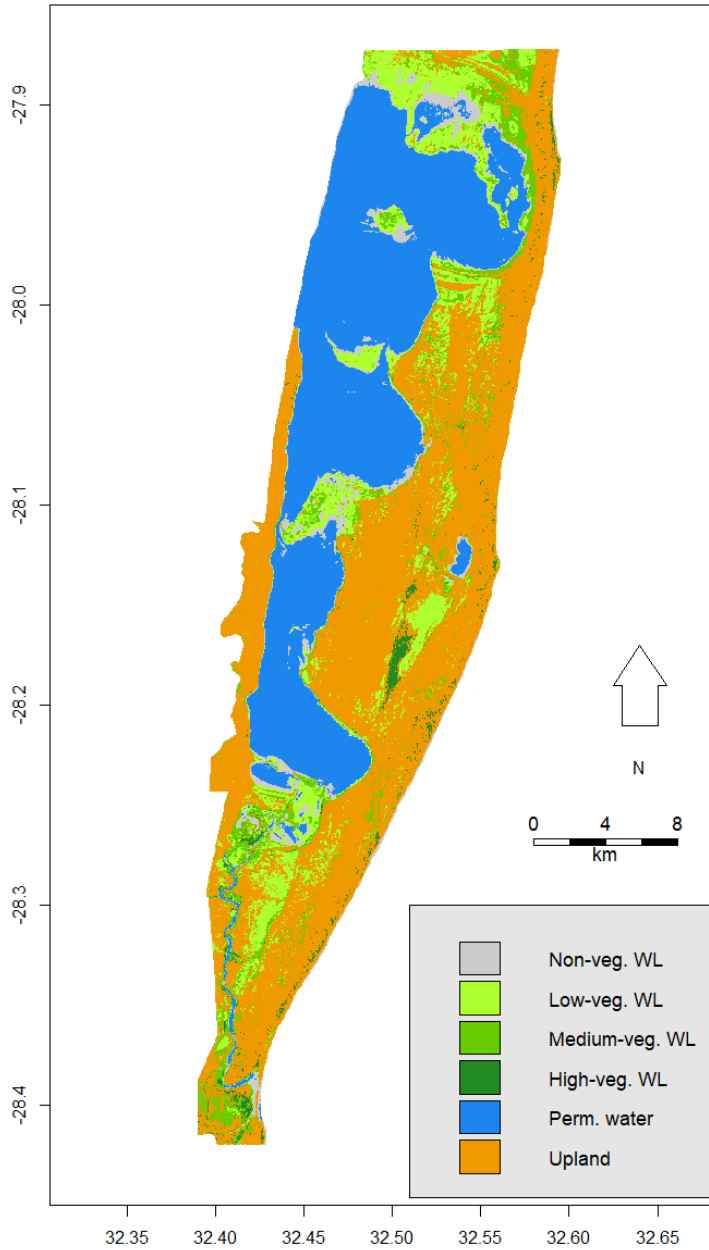 -27.9
-28.0
-28.1
-28.2
-28.3
-28.4
N
0 4 8
km
Non-veg. WL
Low-veg. WL
Medium-veg. WL
High-veg. WL
Perm. water
Upland
32.35 32.40 32.45 32.50 32.55 32.60 32.65